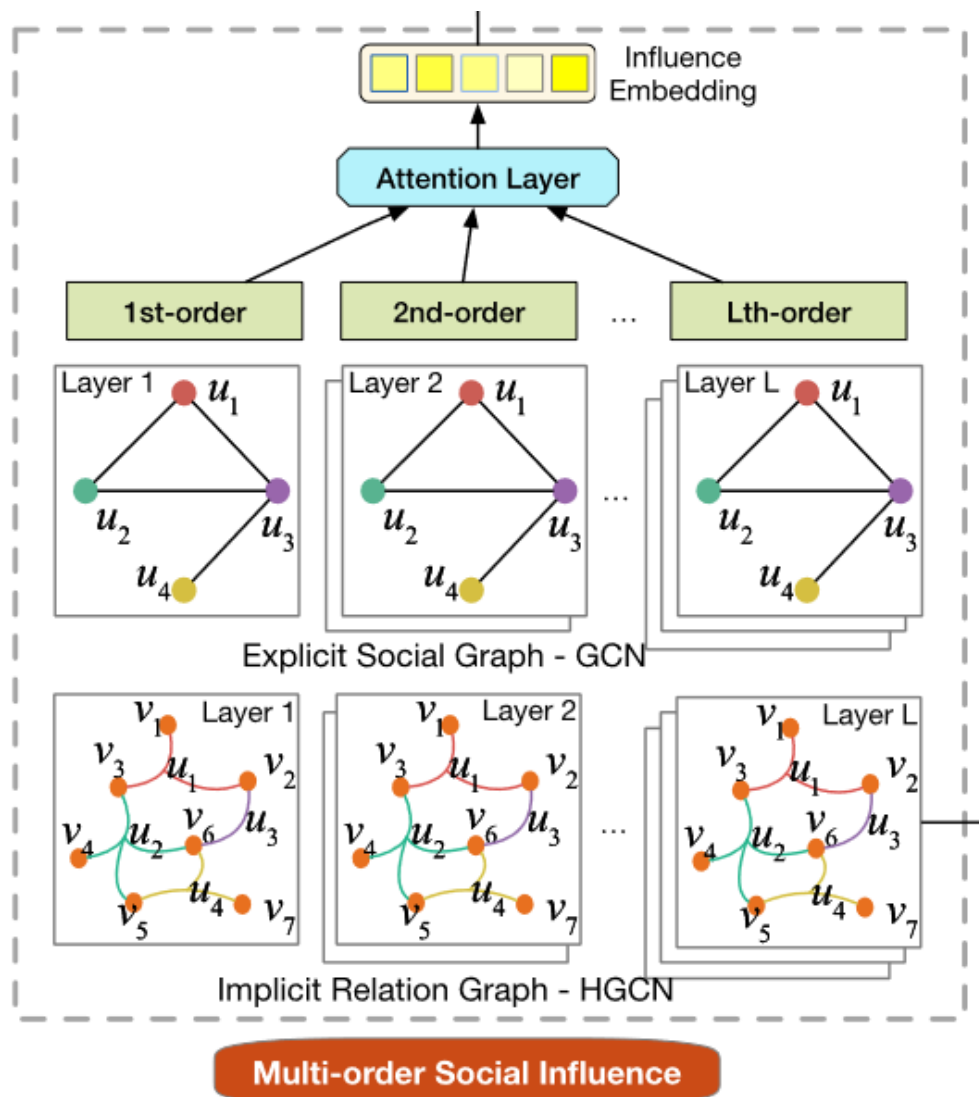 Influence
Embedding
Attention Layer
1st-order
2nd-order
...
Lth-order
Layer 1
u₁
u₂
u₃
u₄
Layer 2
u₁
u₂
u₃
u₄
...
Layer L
u₁
u₂
u₃
u₄
Explicit Social Graph - GCN
Layer 1
v₁
v₃
u₁
v₂
v₄
u₂
v₆
u₃
v₅
u₄
v₇
Layer 2
v₁
v₃
u₁
v₂
v₄
u₂
v₆
u₃
v₅
u₄
v₇
...
Layer L
v₁
v₃
u₁
v₂
v₄
u₂
v₆
u₃
v₅
u₄
v₇
Implicit Relation Graph - HGCN
Multi-order Social Influence